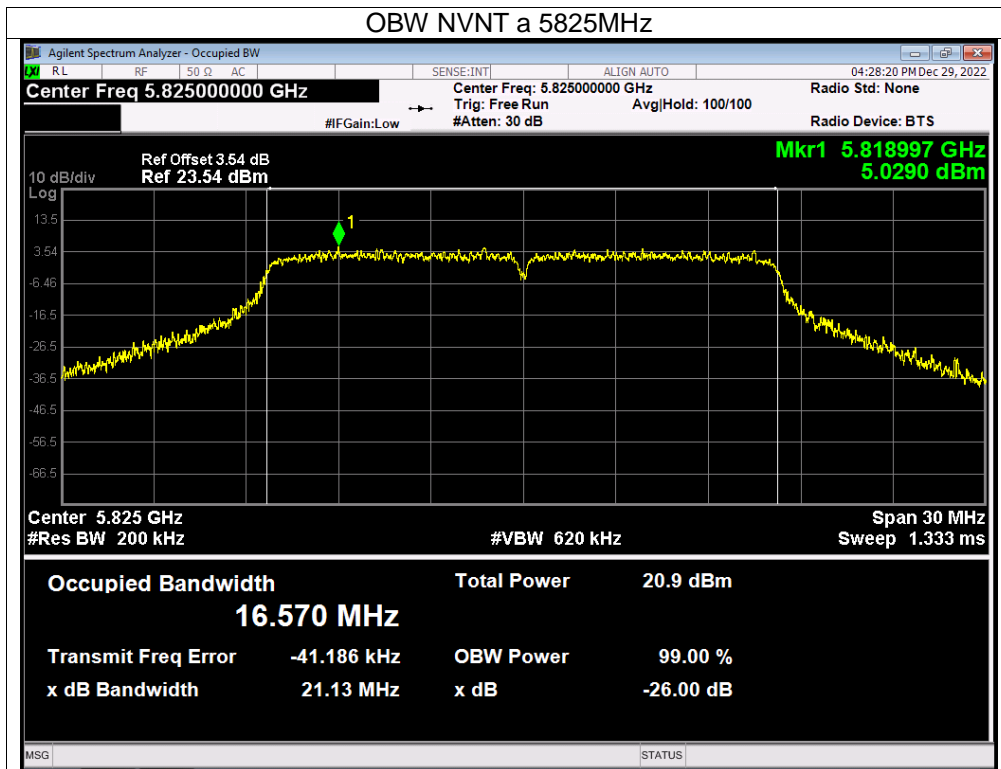 OBW NVNT a 5825MHz
Agilent Spectrum Analyzer - Occupied BW
LXI RL RF 50 Ω AC SENSE:INT ALIGN AUTO 04:28:20 PM Dec 29, 2022
Center Freq 5.825000000 GHz Center Freq: 5.825000000 GHz Radio Std: None
Trig: Free Run Avg|Hold: 100/100
#IFGain:Low #Atten: 30 dB Radio Device: BTS
Mkr1 5.818997 GHz
Ref Offset 3.54 dB
10 dB/div Ref 23.54 dBm 5.0290 dBm
Log
13.5
1
3.54
-6.46
-16.5
-26.5
-36.5
-46.5
-56.5
-66.5
Center 5.825 GHz Span 30 MHz
#Res BW 200 kHz #VBW 620 kHz Sweep 1.333 ms
Occupied Bandwidth Total Power 20.9 dBm
16.570 MHz
Transmit Freq Error -41.186 kHz OBW Power 99.00 %
x dB Bandwidth 21.13 MHz x dB -26.00 dB
MSG STATUS